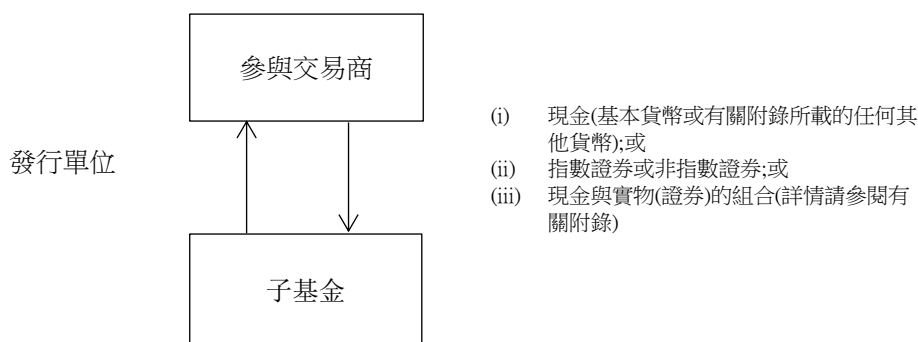 參與交易商
發行單位
(i) 現金(基本貨幣或有關附錄所載的任何其
他貨幣);或
(ii) 指數證券或非指數證券;或
(iii) 現金與實物(證券)的組合(詳情請參閱有
關附錄)
子基金